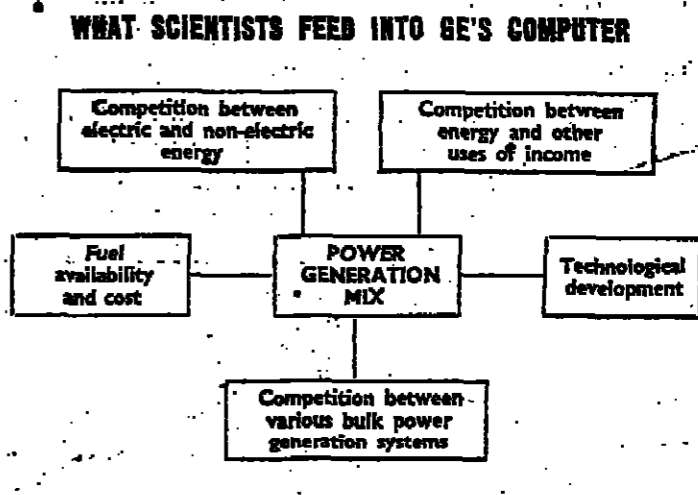 WHAT SCIENTISTS FEED INTO GE'S COMPUTER
Competition between
electric and non-electric
energy
Competition between
energy and other
uses of income
Fuel
availability
and cost
POWER
GENERATION
MIX
Technological
development
Competition between
various bulk power
generation systems